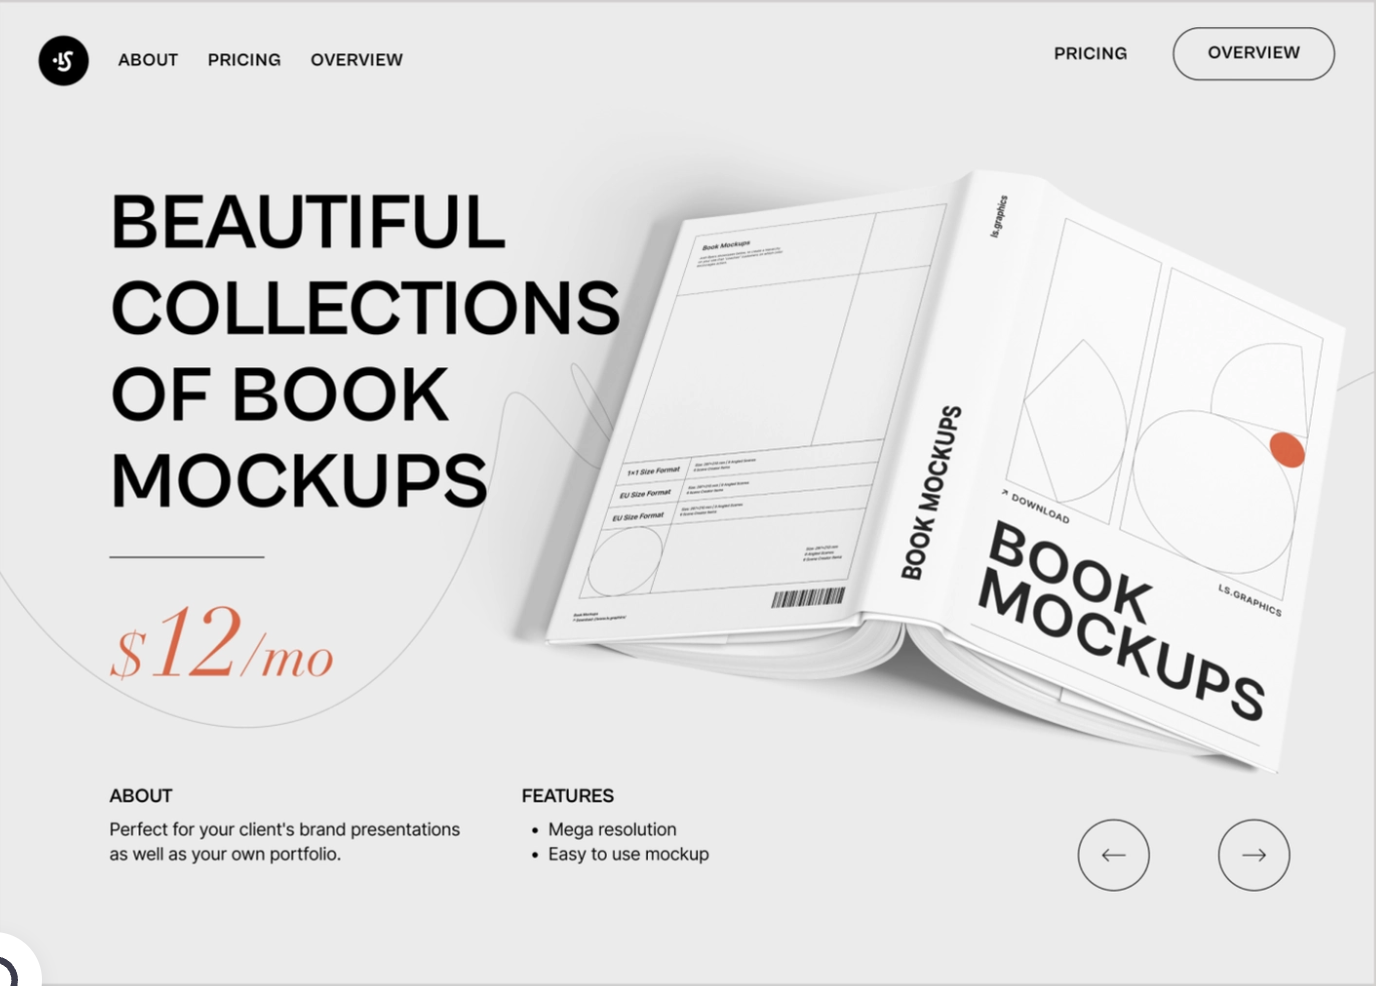 ABOUT PRICING OVERVIEW
PRICING OVERVIEW
BEAUTIFUL
COLLECTIONS
OF BOOK
MOCKUPS
$12/mo
Book Mockups
1×1 Size Format
EU Size Format
EU Size Format
Book Mockups
BOOK MOCKUPS
ls.graphics
↗ DOWNLOAD
LS.GRAPHICS
BOOK
MOCKUPS
ABOUT
Perfect for your client's brand presentations
as well as your own portfolio.
FEATURES
• Mega resolution
• Easy to use mockup